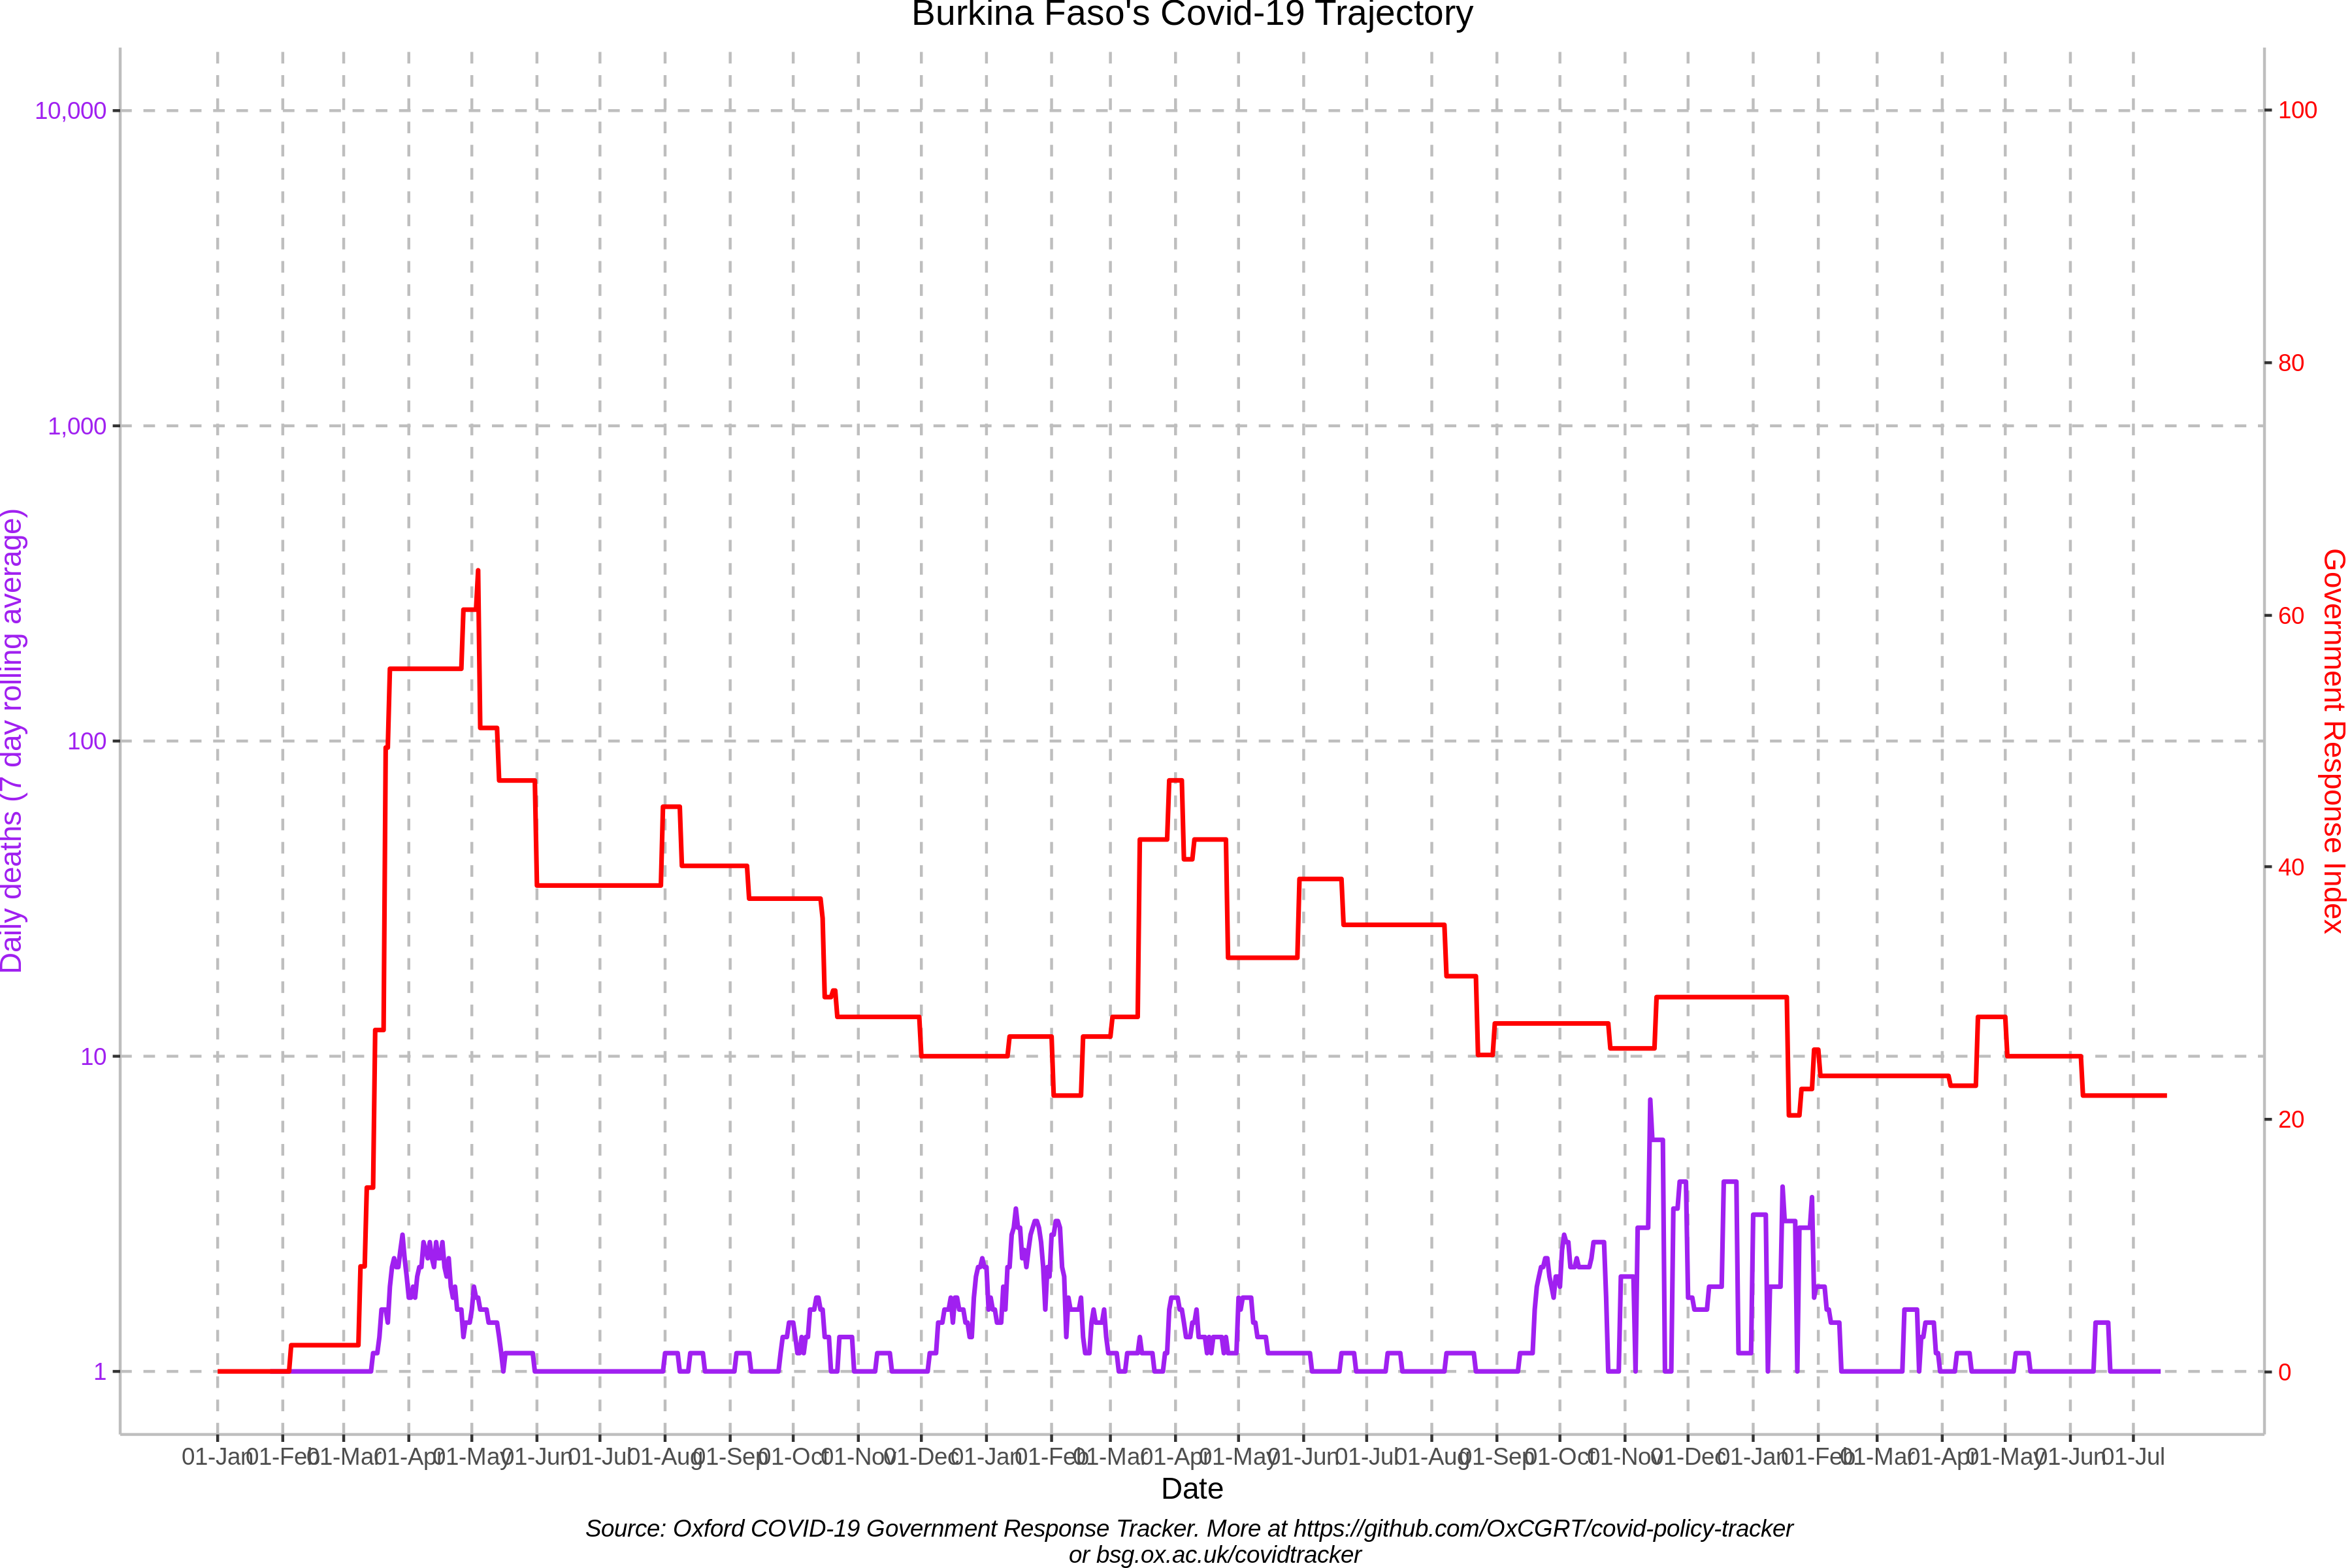 Burkina Faso's Covid-19 Trajectory
10,000
1,000
100
10
1
Daily deaths (7 day rolling average)
100
80
60
40
20
0
Government Response Index
01-Jan 01-Feb 01-Mar 01-Apr 01-May 01-Jun 01-Jul 01-Aug 01-Sep 01-Oct 01-Nov 01-Dec 01-Jan 01-Feb 01-Mar 01-Apr 01-May 01-Jun 01-Jul 01-Aug 01-Sep 01-Oct 01-Nov 01-Dec 01-Jan 01-Feb 01-Mar 01-Apr 01-May 01-Jun 01-Jul
Date
Source: Oxford COVID-19 Government Response Tracker. More at https://github.com/OxCGRT/covid-policy-tracker
or bsg.ox.ac.uk/covidtracker